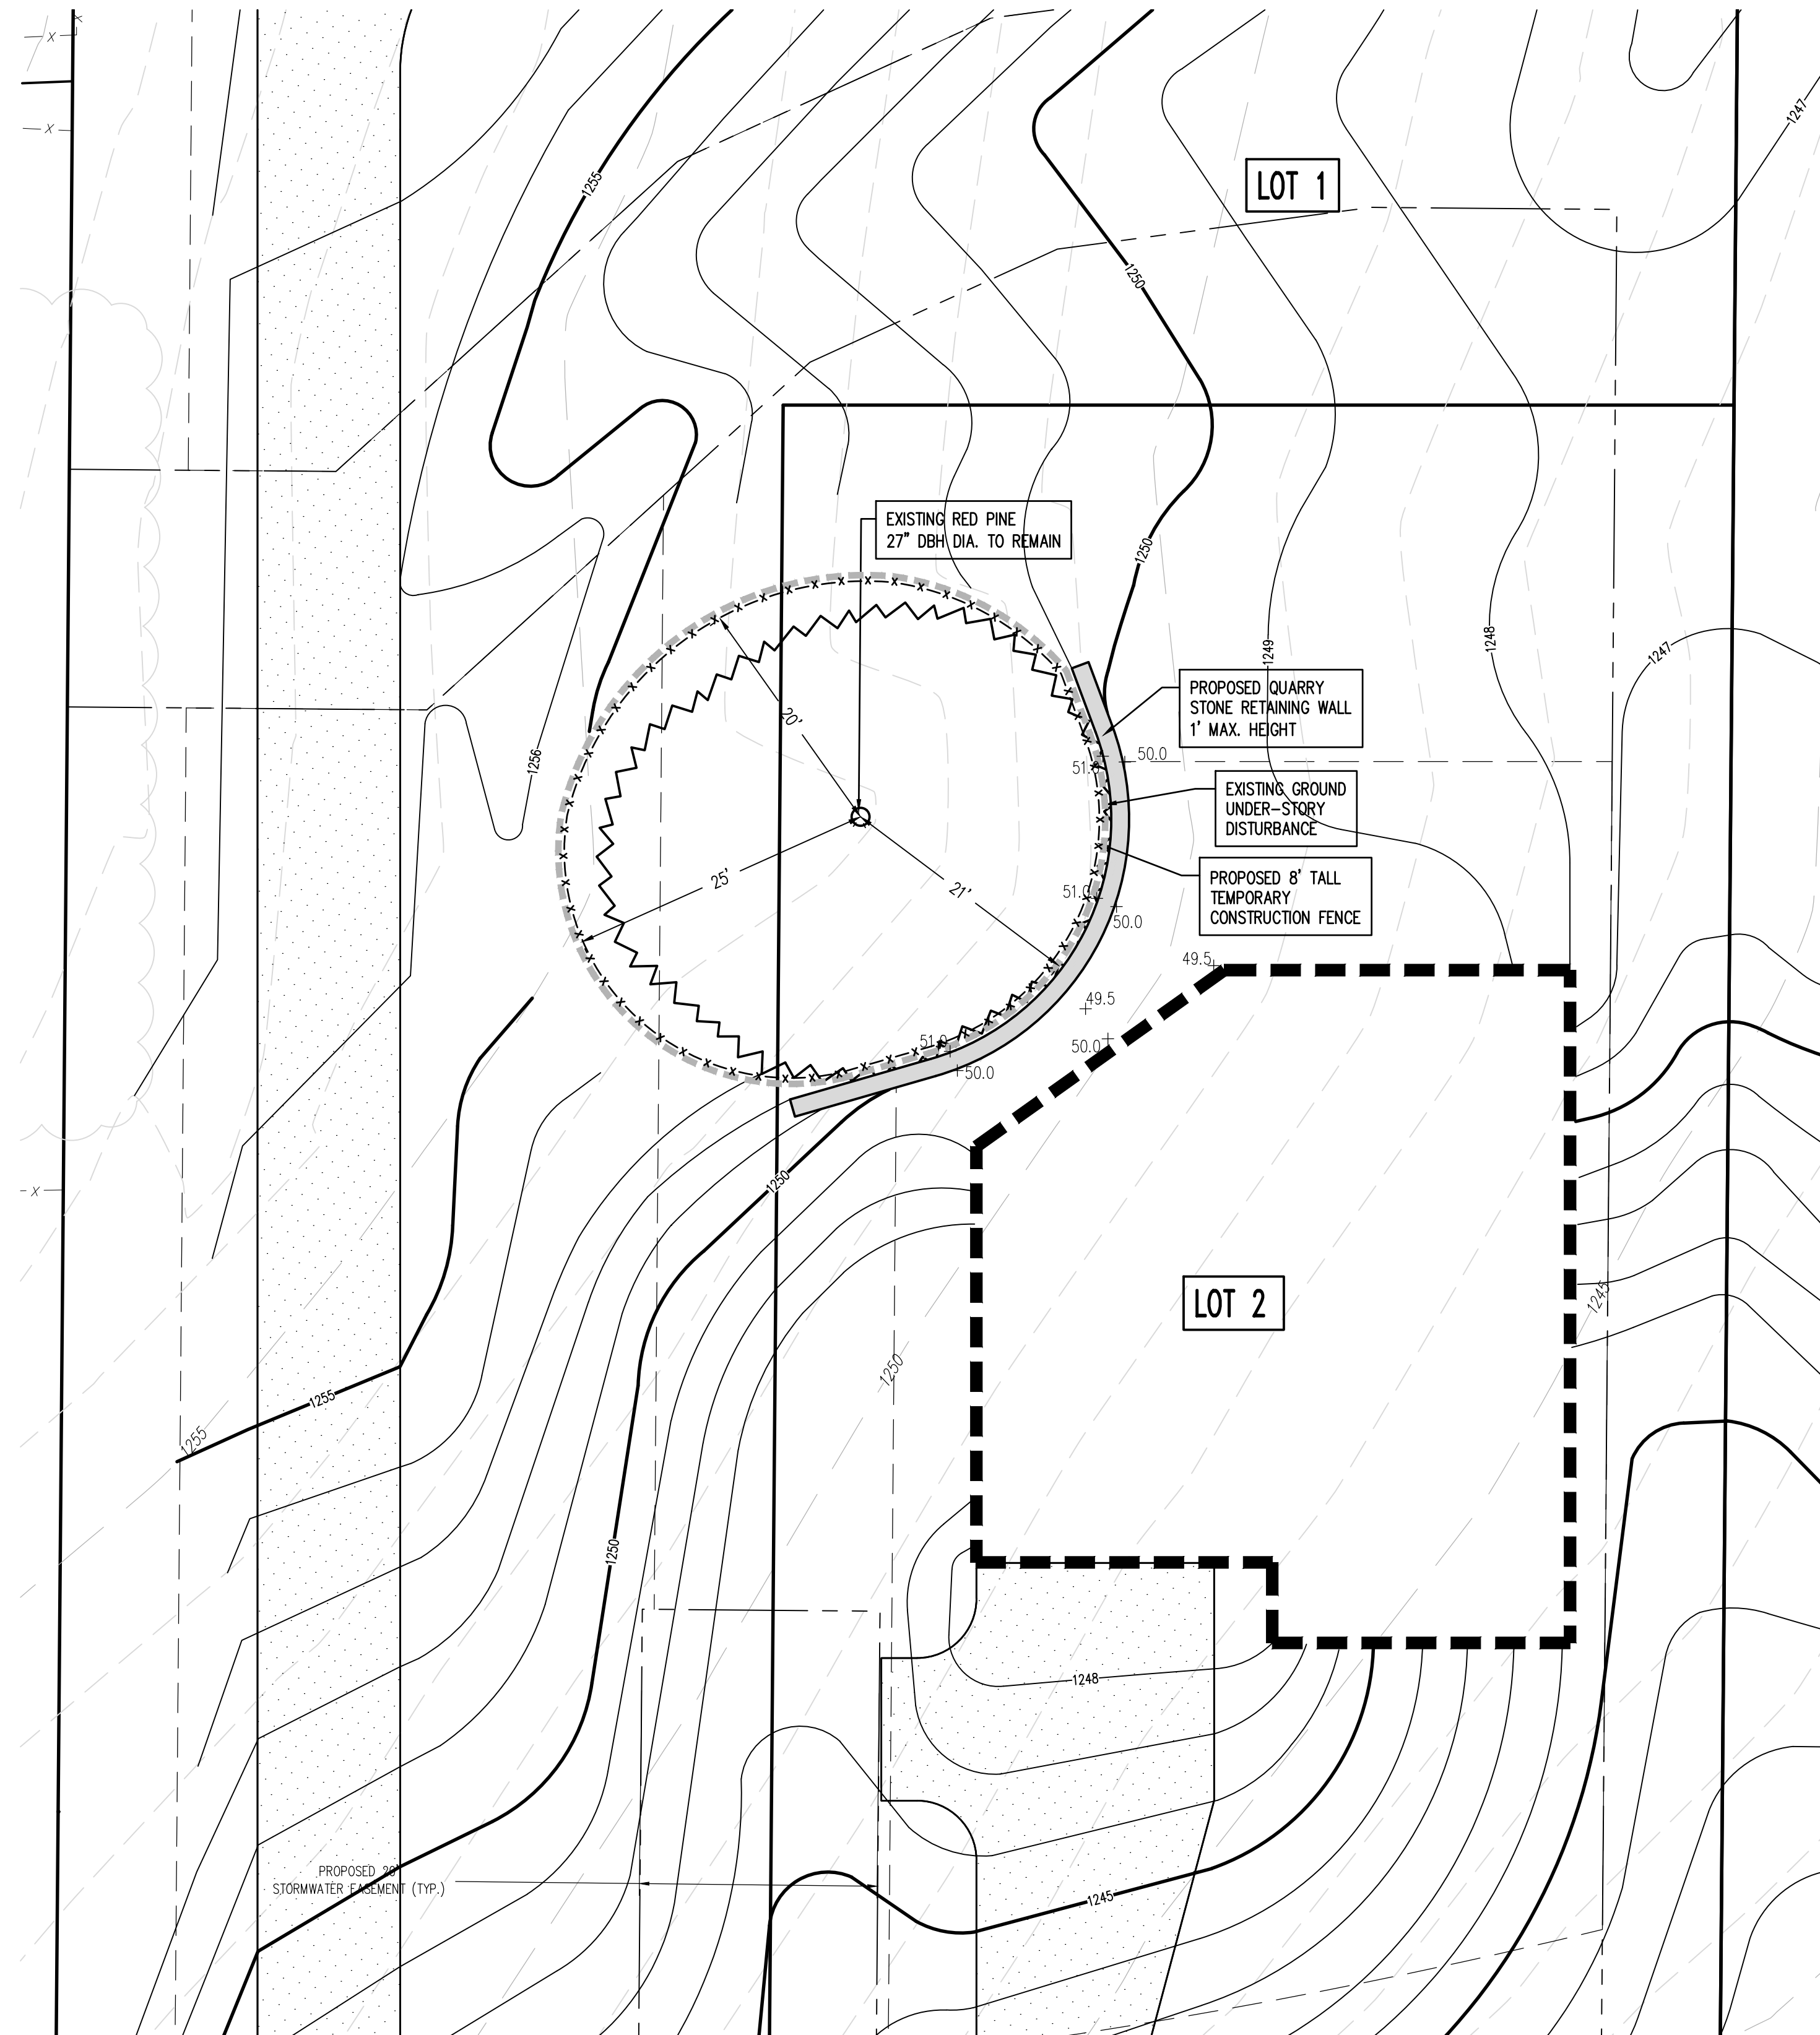 X
X
X
1247
1255
LOT 1
1250
EXISTING RED PINE
27" DBH DIA. TO REMAIN
1250
1249
1248
1247
PROPOSED QUARRY
STONE RETAINING WALL
1' MAX. HEIGHT
20'
1256
50.0
51.0
EXISTING GROUND
UNDER-STORY
DISTURBANCE
25'
21'
PROPOSED 8' TALL
TEMPORARY
CONSTRUCTION FENCE
51.0
50.0
49.5
49.5
51.0
50.0
50.0
X
1250
LOT 2
1245
1250
1255
1255
1250
1248
PROPOSED 20'
STORMWATER EASEMENT (TYP.)
1245